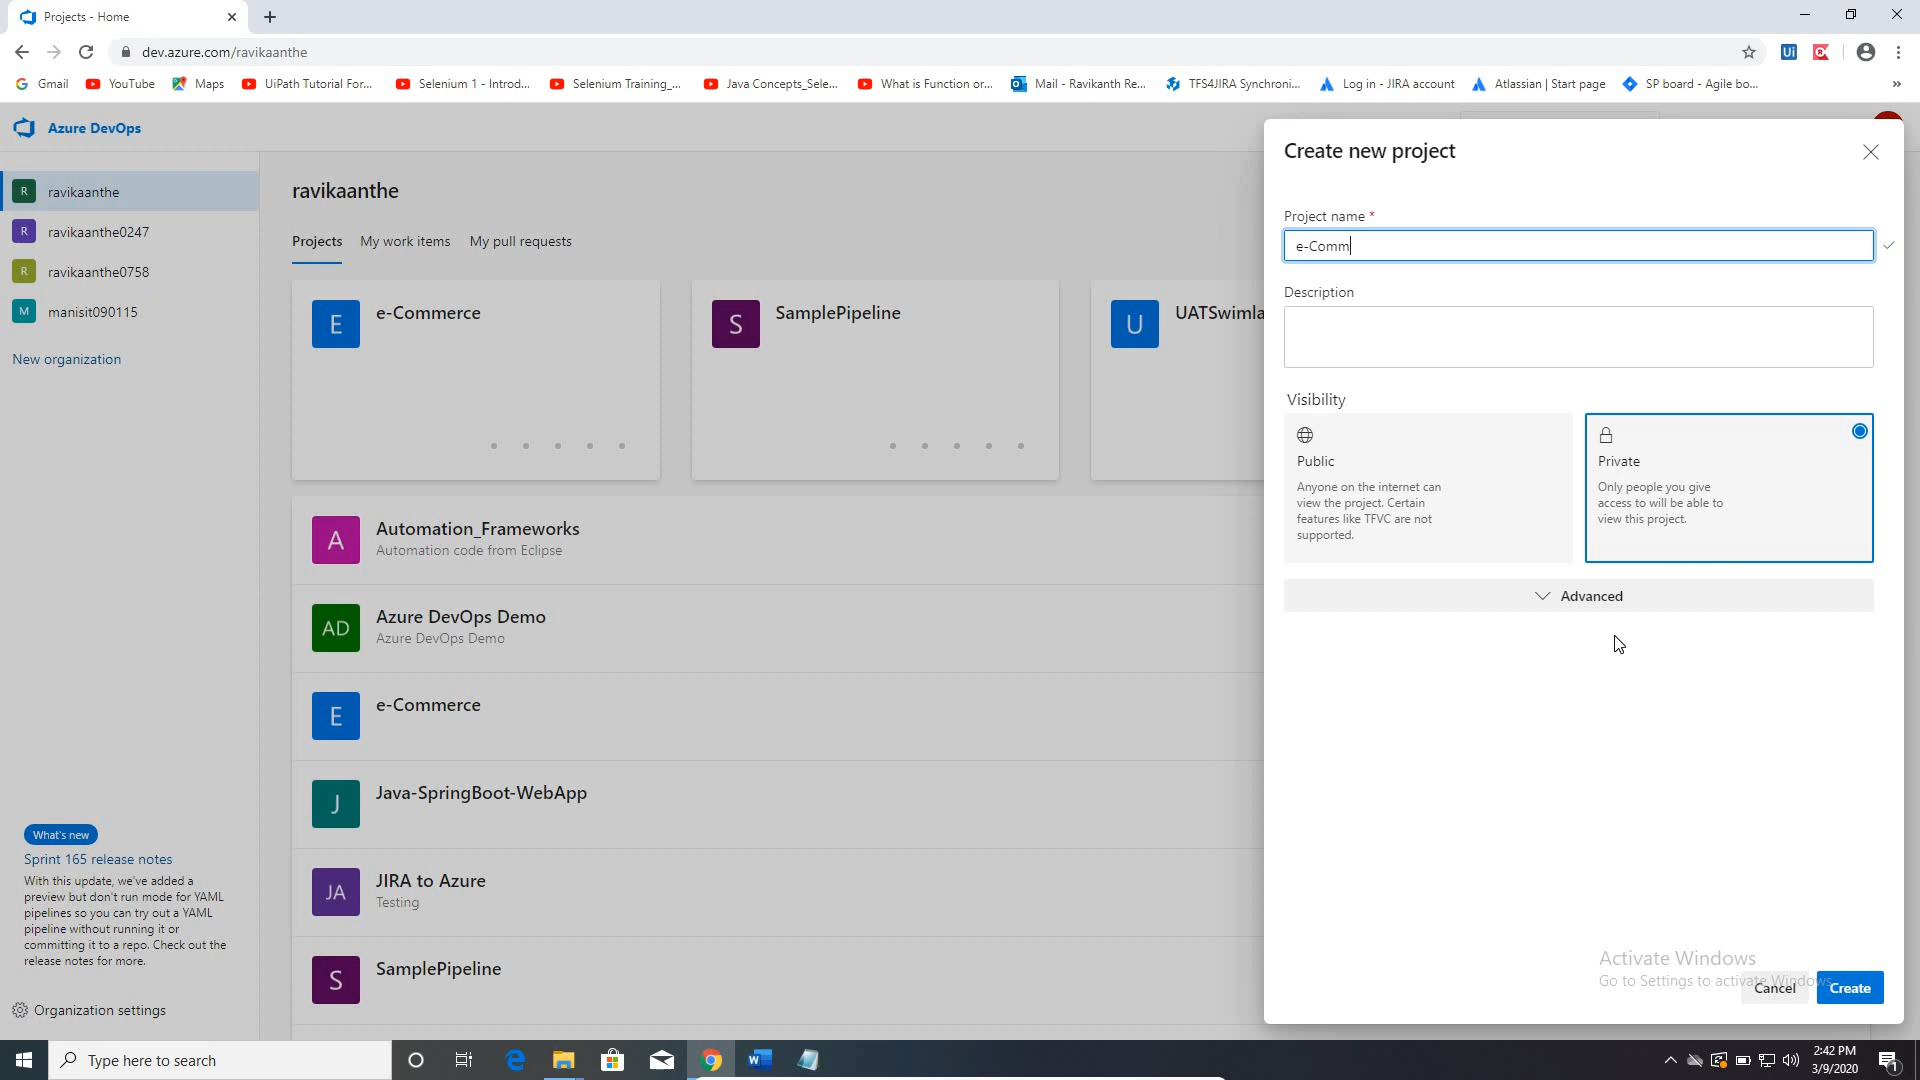 Projects - Home
dev.azure.com/ravikaanthe
Ui
Gmail
YouTube
Maps
UiPath Tutorial For...
Selenium 1 - Introd...
Selenium Training_...
Java Concepts_Sele...
What is Function or...
Mail - Ravikanth Re...
TFS4JIRA Synchroni...
Log in - JIRA account
Atlassian | Start page
SP board - Agile bo...
»
Azure DevOps
R ravikaanthe
R ravikaanthe0247
R ravikaanthe0758
M manisit090115
New organization
What's new
Sprint 165 release notes
With this update, we've added a
preview but don't run mode for YAML
pipelines so you can try out a YAML
pipeline without running it or
committing it to a repo. Check out the
release notes for more.
Organization settings
ravikaanthe
Projects
My work items
My pull requests
E e-Commerce
S SamplePipeline
U UATSwimla
A Automation_Frameworks
Automation code from Eclipse
AD Azure DevOps Demo
Azure DevOps Demo
E e-Commerce
J Java-SpringBoot-WebApp
JA JIRA to Azure
Testing
S SamplePipeline
Create new project
Project name *
e-Comm
Description
Visibility
Public
Anyone on the internet can
view the project. Certain
features like TFVC are not
supported.
Private
Only people you give
access to will be able to
view this project.
Advanced
Activate Windows
Go to Settings to activate Windows.
Cancel
Create
Type here to search
2:42 PM
3/9/2020
1